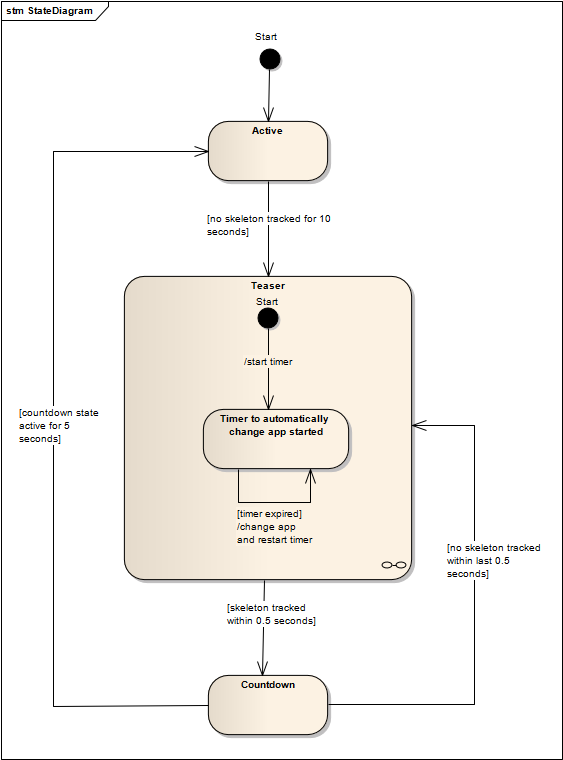 stm StateDiagram
Start
Active
[no skeleton tracked for 10
seconds]
Teaser
Start
/start timer
Timer to automatically
change app started
[countdown state
active for 5
seconds]
[timer expired]
/change app
and restart timer
[no skeleton tracked
within last 0.5
seconds]
[skeleton tracked
within 0.5 seconds]
Countdown